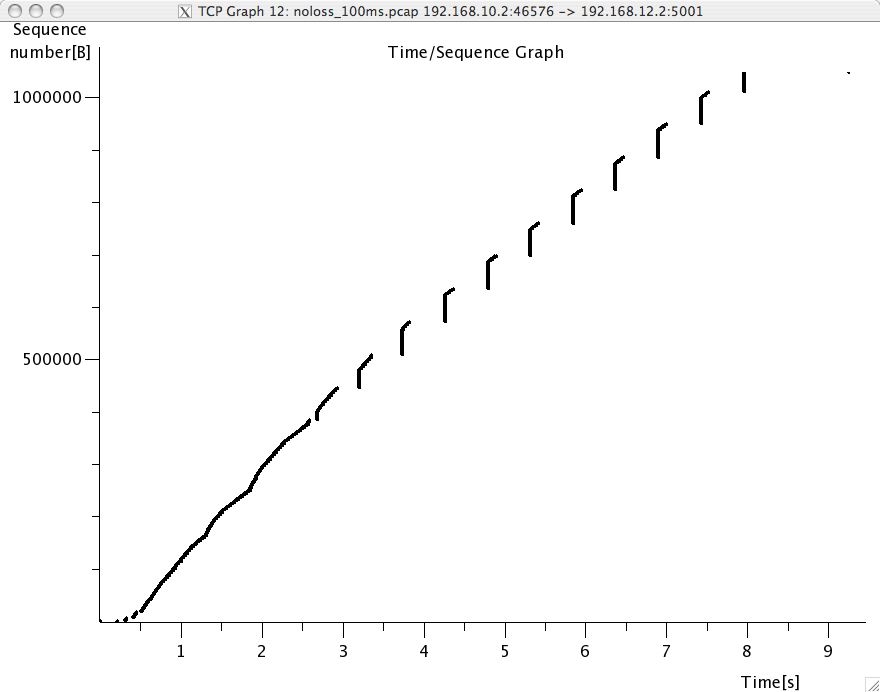 TCP Graph 12: noloss_100ms.pcap 192.168.10.2:46576 -> 192.168.12.2:5001
Sequence
number[B]
Time/Sequence Graph
1000000
500000
1 2 3 4 5 6 7 8 9
Time[s]